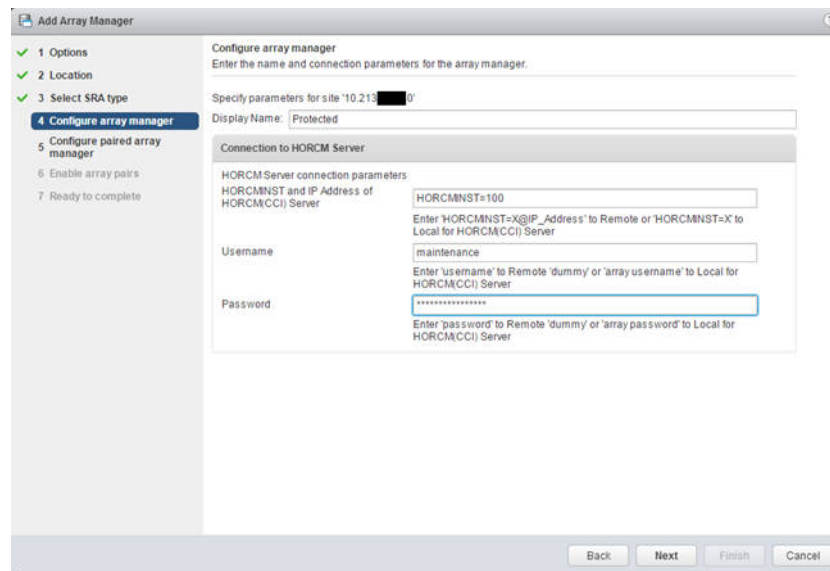 Add Array Manager
1 Options
2 Location
3 Select SRA type
4 Configure array manager
5 Configure paired array
manager
6 Enable array pairs
7 Ready to complete
Configure array manager
Enter the name and connection parameters for the array manager.
Specify parameters for site '10.213 0'
Display Name: Protected
Connection to HORCM Server
HORCM Server connection parameters
HORCMINST and IP Address of
HORCM(CCI) Server
HORCMINST=100
Enter 'HORCMINST=X@IP_Address' to Remote or 'HORCMINST=X' to
Local for HORCM(CCI) Server
Username
maintenance
Enter 'username' to Remote 'dummy' or 'array username' to Local for
HORCM(CCI) Server
Password
****************
Enter 'password' to Remote 'dummy' or 'array password' to Local for
HORCM(CCI) Server
Back
Next
Finish
Cancel